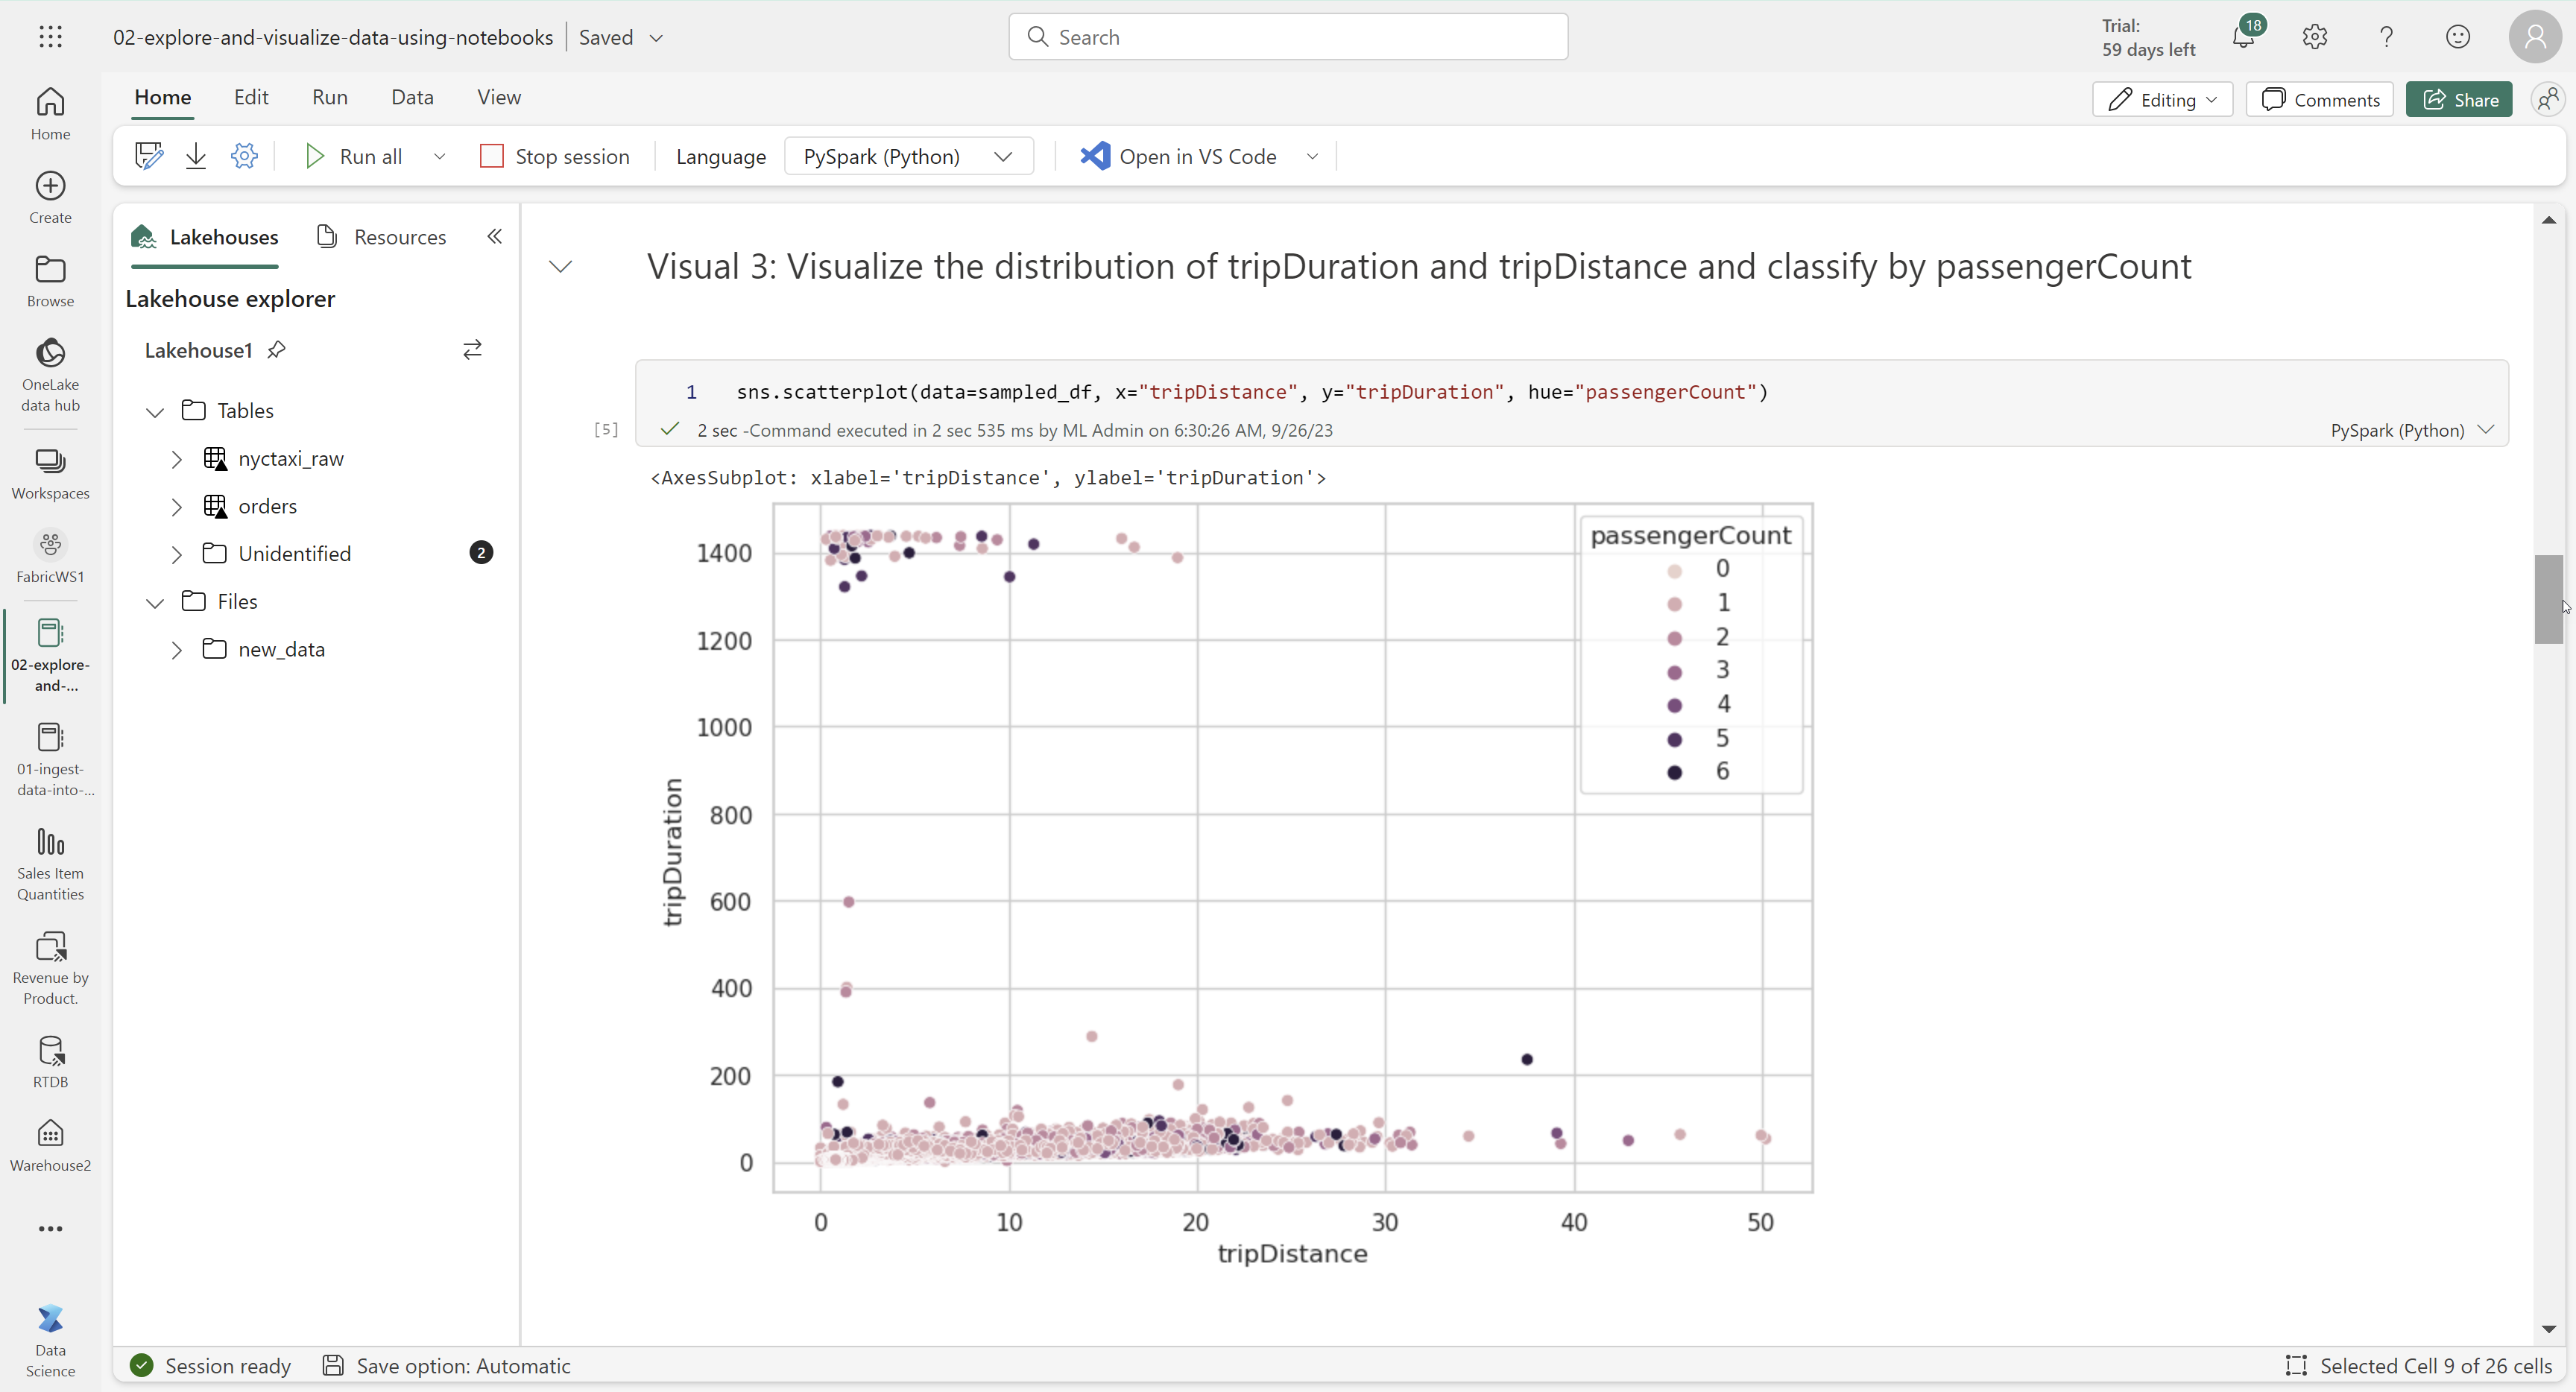 02-explore-and-visualize-data-using-notebooks
Saved
Search
Trial:
59 days left
18
Home
Edit
Run
Data
View
Editing
Comments
Share
Run all
Stop session
Language
PySpark (Python)
Open in VS Code
Home
Create
Browse
OneLake
data hub
Workspaces
FabricWS1
02-explore-
and-...
01-ingest-
data-into-...
Sales Item
Quantities
Revenue by
Product.
RTDB
Warehouse2
Data
Science
Lakehouses
Resources
Lakehouse explorer
Lakehouse1
Tables
nyctaxi_raw
orders
Unidentified
2
Files
new_data
Visual 3: Visualize the distribution of tripDuration and tripDistance and classify by passengerCount
1 sns.scatterplot(data=sampled_df, x="tripDistance", y="tripDuration", hue="passengerCount")
[5]
2 sec -Command executed in 2 sec 535 ms by ML Admin on 6:30:26 AM, 9/26/23
PySpark (Python)
<AxesSubplot: xlabel='tripDistance', ylabel='tripDuration'>
passengerCount
0
1
2
3
4
5
6
1400
1200
1000
800
600
400
200
0
tripDuration
0 10 20 30 40 50
tripDistance
Session ready
Save option: Automatic
Selected Cell 9 of 26 cells